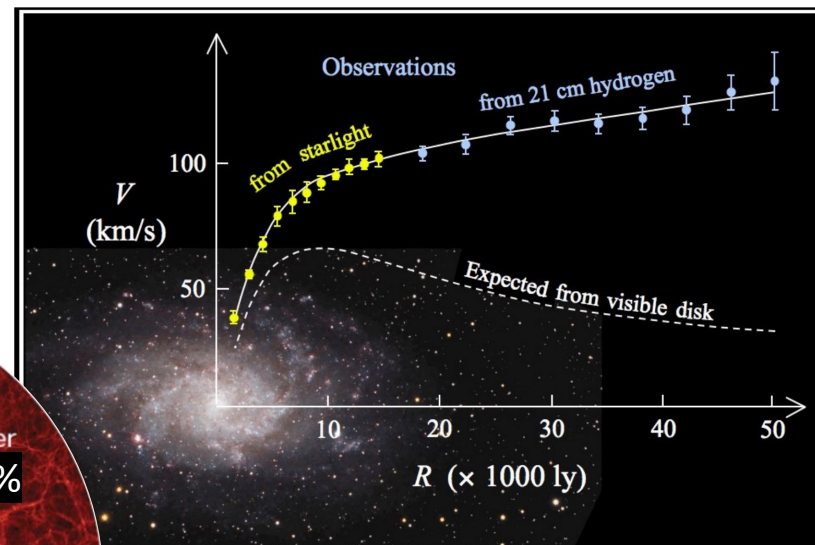 Observations
from 21 cm hydrogen
from starlight
100
V
(km/s)
50
Expected from visible disk
10
20
30
40
50
R (× 1000 ly)
er
%